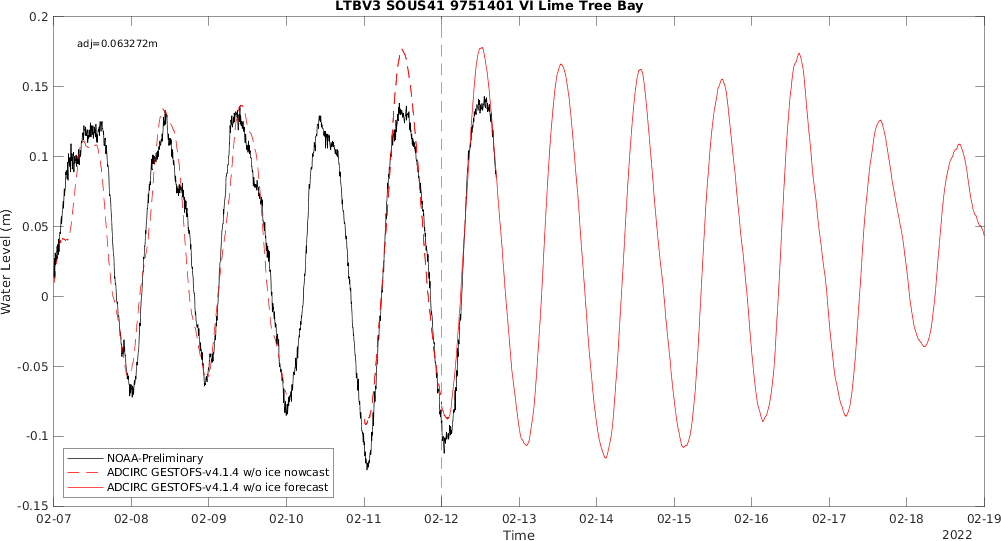 LTBV3 SOUS41 9751401 VI Lime Tree Bay
adj=0.063272m
0.2
0.15
0.1
0.05
0
-0.05
-0.1
-0.15
Water Level (m)
NOAA-Preliminary
ADCIRC GESTOFS-v4.1.4 w/o ice nowcast
ADCIRC GESTOFS-v4.1.4 w/o ice forecast
02-07 02-08 02-09 02-10 02-11 02-12 02-13 02-14 02-15 02-16 02-17 02-18 02-19
Time
2022